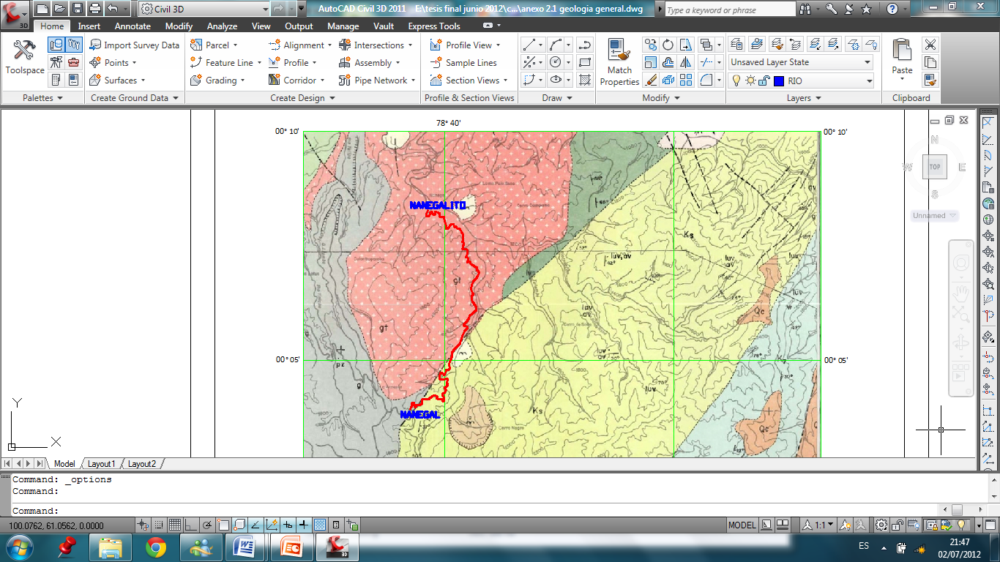 AutoCAD Civil 3D 2011 E:\tesis final junio 2012\c...\anexo 2.1 geologia general.dwg
Civil 3D
Type a keyword or phrase
3D
Home Insert Annotate Modify Analyze View Output Manage Vault Express Tools
Toolspace
Import Survey Data
Points
Surfaces
Parcel
Feature Line
Grading
Alignment
Profile
Corridor
Intersections
Assembly
Pipe Network
Profile View
Sample Lines
Section Views
Match
Properties
Unsaved Layer State
RIO
Paste
Palettes
Create Ground Data
Create Design
Profile & Section Views
Draw
Modify
Layers
Clipboard
78° 40'
00° 10'
00° 10'
N
W
TOP
E
S
Unnamed
NANEGALITO
Ks
luv,av
luv
av
gt
luv
av
Qc
gt
00° 05'
00° 05'
pz
g
luv
Ks
NANEGAL
Cerro Negro
Qc
Y
X
Model Layout1 Layout2
Command: _options
Command:
Command:
100.0762, 61.0562, 0.0000
MODEL
1:1
ES
21:47
02/07/2012